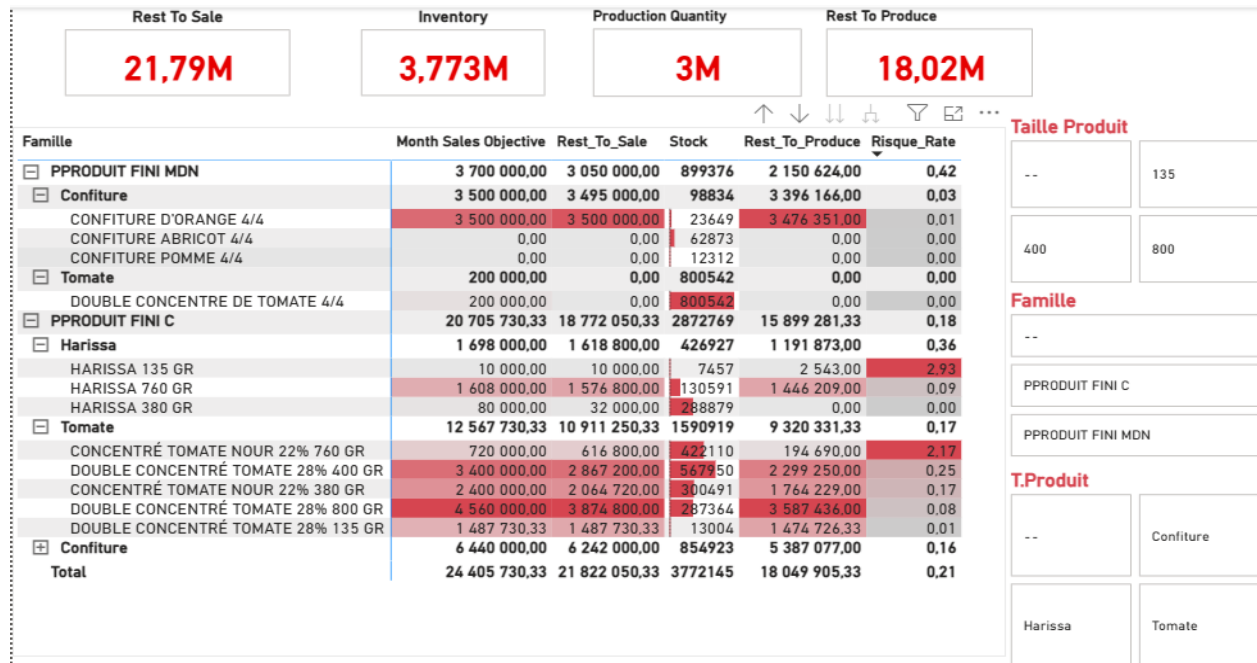 Rest To Sale Inventory Production Quantity Rest To Produce
21,79M 3,773M 3M 18,02M
Famille Month Sales Objective Rest_To_Sale Stock Rest_To_Produce Risque_Rate
PPRODUIT FINI MDN 3 700 000,00 3 050 000,00 899376 2 150 624,00 0,42
Confiture 3 500 000,00 3 495 000,00 98834 3 396 166,00 0,03
CONFITURE D'ORANGE 4/4 3 500 000,00 3 500 000,00 23649 3 476 351,00 0,01
CONFITURE ABRICOT 4/4 0,00 0,00 62873 0,00 0,00
CONFITURE POMME 4/4 0,00 0,00 12312 0,00 0,00
Tomate 200 000,00 0,00 800542 0,00 0,00
DOUBLE CONCENTRE DE TOMATE 4/4 200 000,00 0,00 800542 0,00 0,00
PPRODUIT FINI C 20 705 730,33 18 772 050,33 2872769 15 899 281,33 0,18
Harissa 1 698 000,00 1 618 800,00 426927 1 191 873,00 0,36
HARISSA 135 GR 10 000,00 10 000,00 7457 2 543,00 2,93
HARISSA 760 GR 1 608 000,00 1 576 800,00 130591 1 446 209,00 0,09
HARISSA 380 GR 80 000,00 32 000,00 288879 0,00 0,00
Tomate 12 567 730,33 10 911 250,33 1590919 9 320 331,33 0,17
CONCENTRÉ TOMATE NOUR 22% 760 GR 720 000,00 616 800,00 422110 194 690,00 2,17
DOUBLE CONCENTRÉ TOMATE 28% 400 GR 3 400 000,00 2 867 200,00 567950 2 299 250,00 0,25
CONCENTRÉ TOMATE NOUR 22% 380 GR 2 400 000,00 2 064 720,00 300491 1 764 229,00 0,17
DOUBLE CONCENTRÉ TOMATE 28% 800 GR 4 560 000,00 3 874 800,00 287364 3 587 436,00 0,08
DOUBLE CONCENTRÉ TOMATE 28% 135 GR 1 487 730,33 1 487 730,33 13004 1 474 726,33 0,01
Confiture 6 440 000,00 6 242 000,00 854923 5 387 077,00 0,16
Total 24 405 730,33 21 822 050,33 3772145 18 049 905,33 0,21
Taille Produit
-- 135
400 800
Famille
--
PPRODUIT FINI C
PPRODUIT FINI MDN
T.Produit
-- Confiture
Harissa Tomate